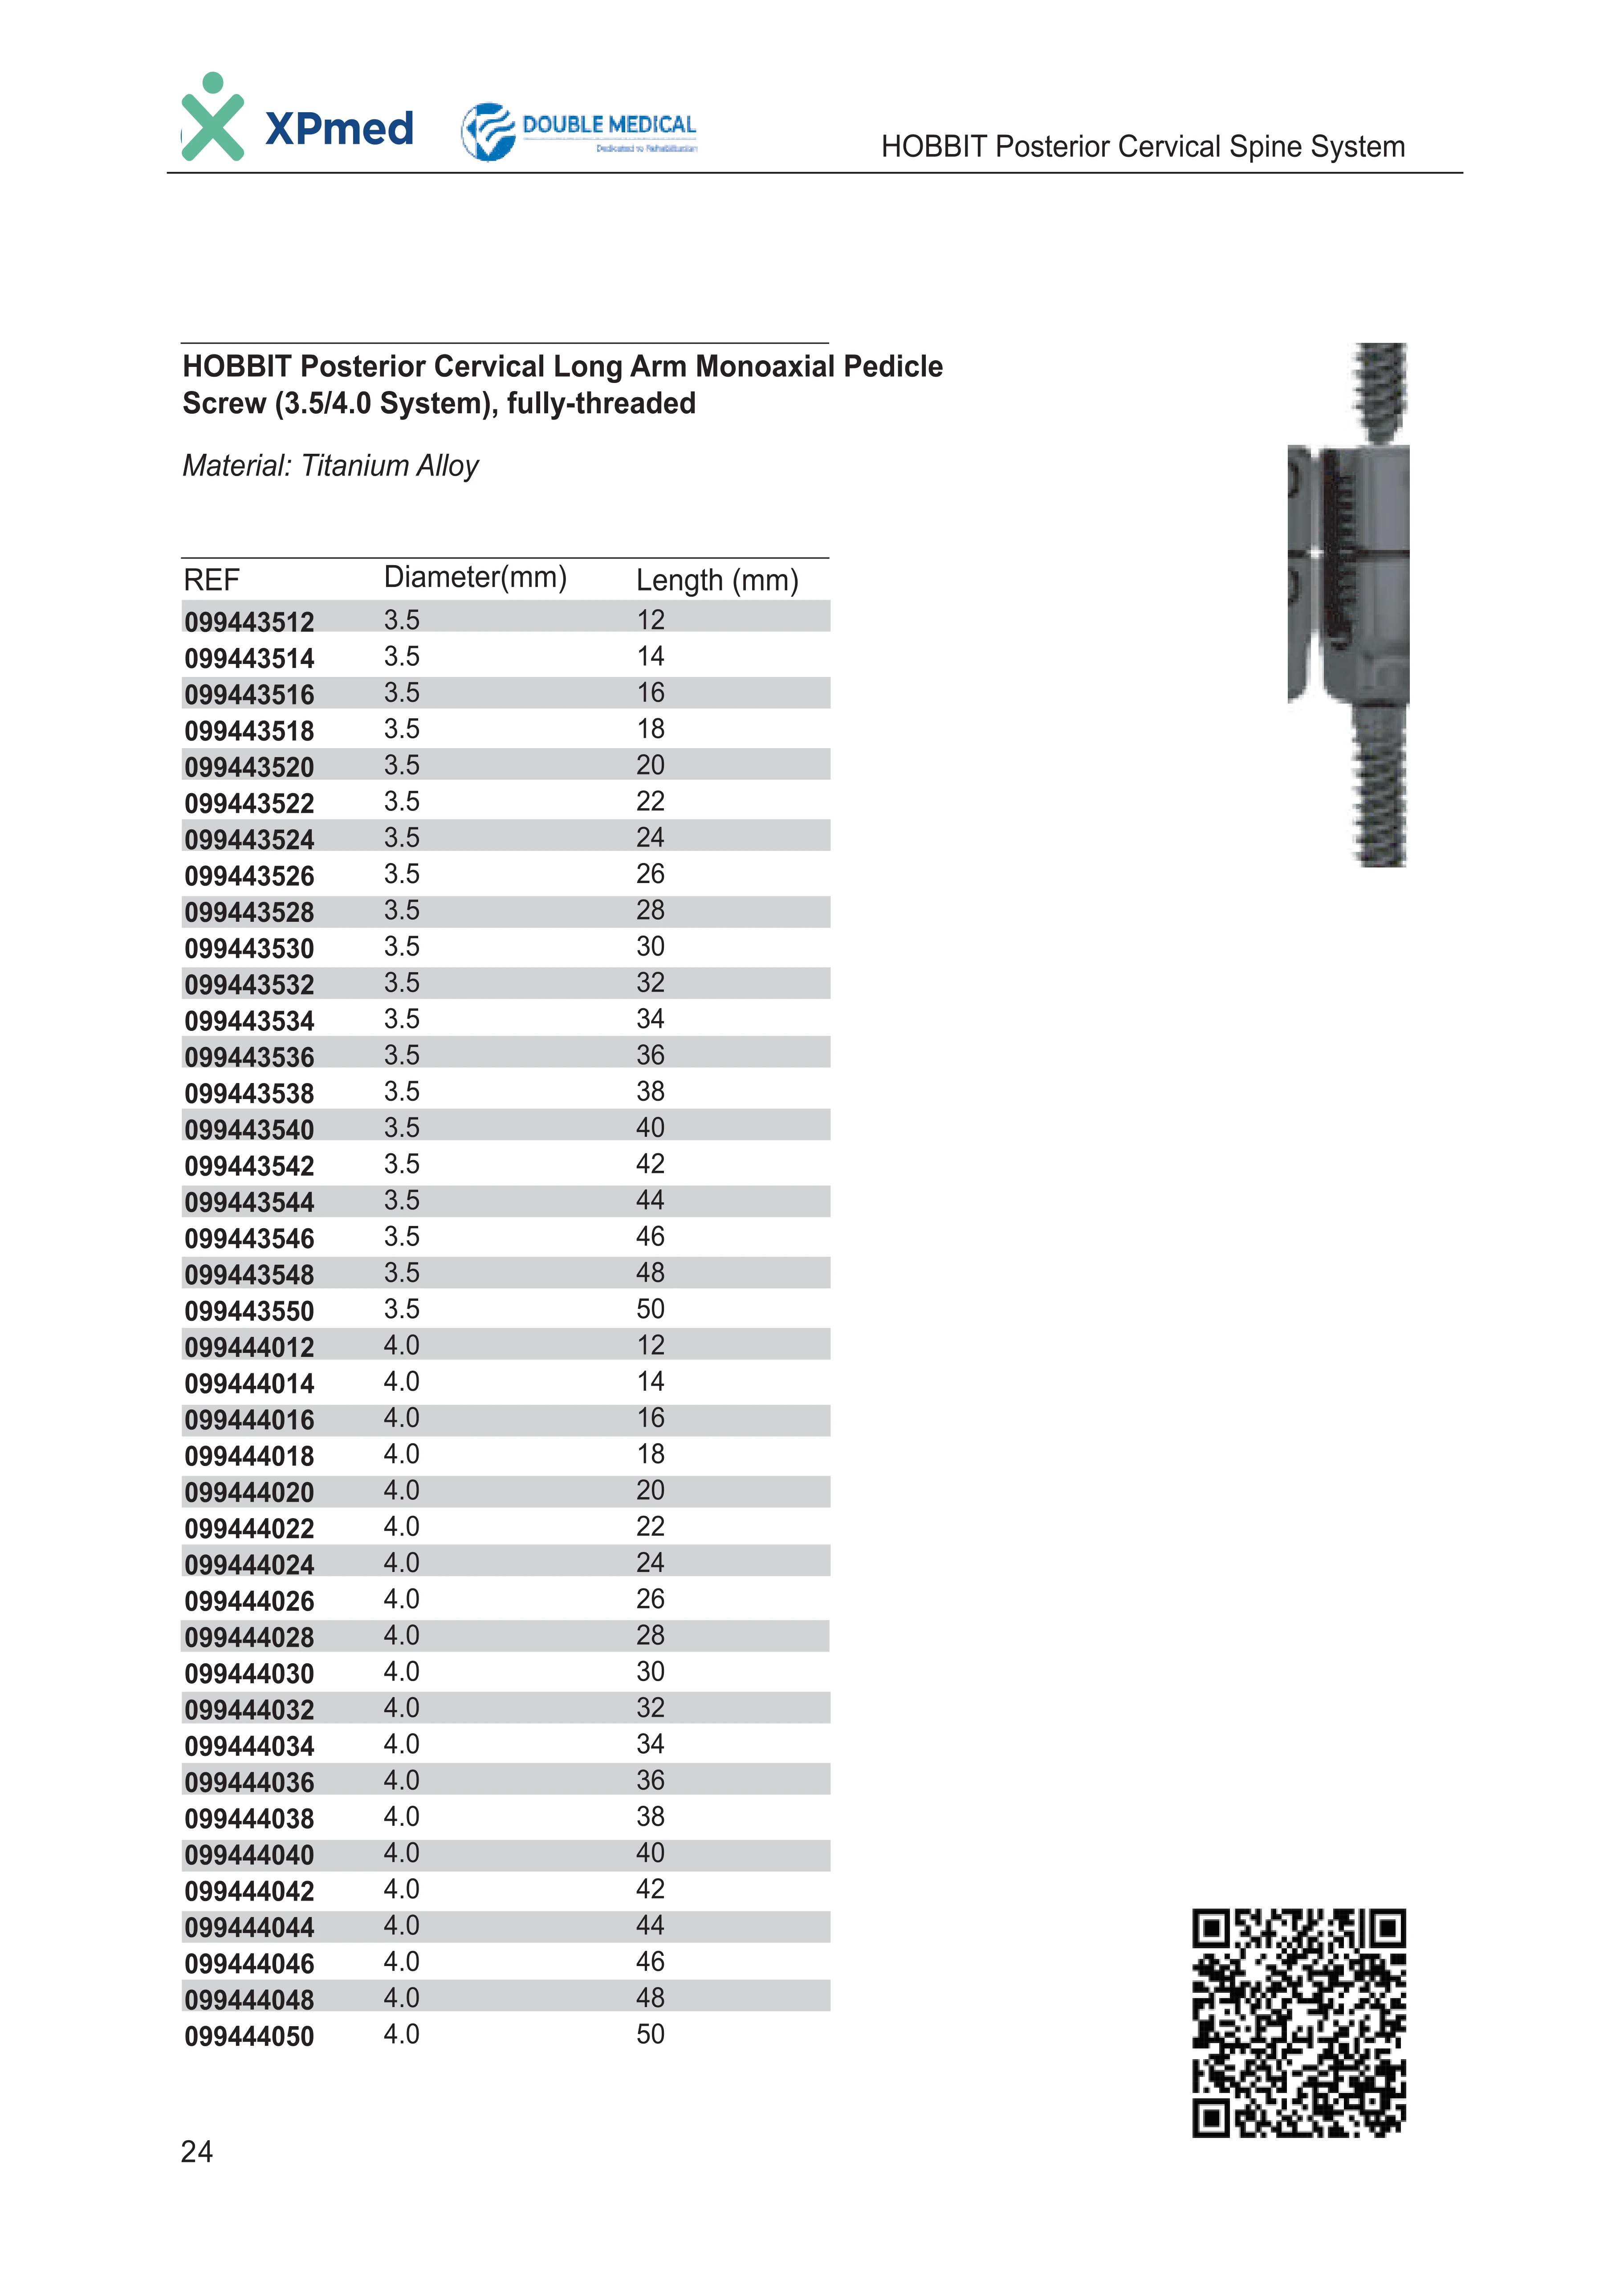 XPmed
DOUBLE MEDICAL
Dedicated to Rehabilitation
HOBBIT Posterior Cervical Spine System
HOBBIT Posterior Cervical Long Arm Monoaxial Pedicle
Screw (3.5/4.0 System), fully-threaded
Material: Titanium Alloy
REF Diameter(mm) Length (mm)
099443512 3.5 12
099443514 3.5 14
099443516 3.5 16
099443518 3.5 18
099443520 3.5 20
099443522 3.5 22
099443524 3.5 24
099443526 3.5 26
099443528 3.5 28
099443530 3.5 30
099443532 3.5 32
099443534 3.5 34
099443536 3.5 36
099443538 3.5 38
099443540 3.5 40
099443542 3.5 42
099443544 3.5 44
099443546 3.5 46
099443548 3.5 48
099443550 3.5 50
099444012 4.0 12
099444014 4.0 14
099444016 4.0 16
099444018 4.0 18
099444020 4.0 20
099444022 4.0 22
099444024 4.0 24
099444026 4.0 26
099444028 4.0 28
099444030 4.0 30
099444032 4.0 32
099444034 4.0 34
099444036 4.0 36
099444038 4.0 38
099444040 4.0 40
099444042 4.0 42
099444044 4.0 44
099444046 4.0 46
099444048 4.0 48
099444050 4.0 50
24